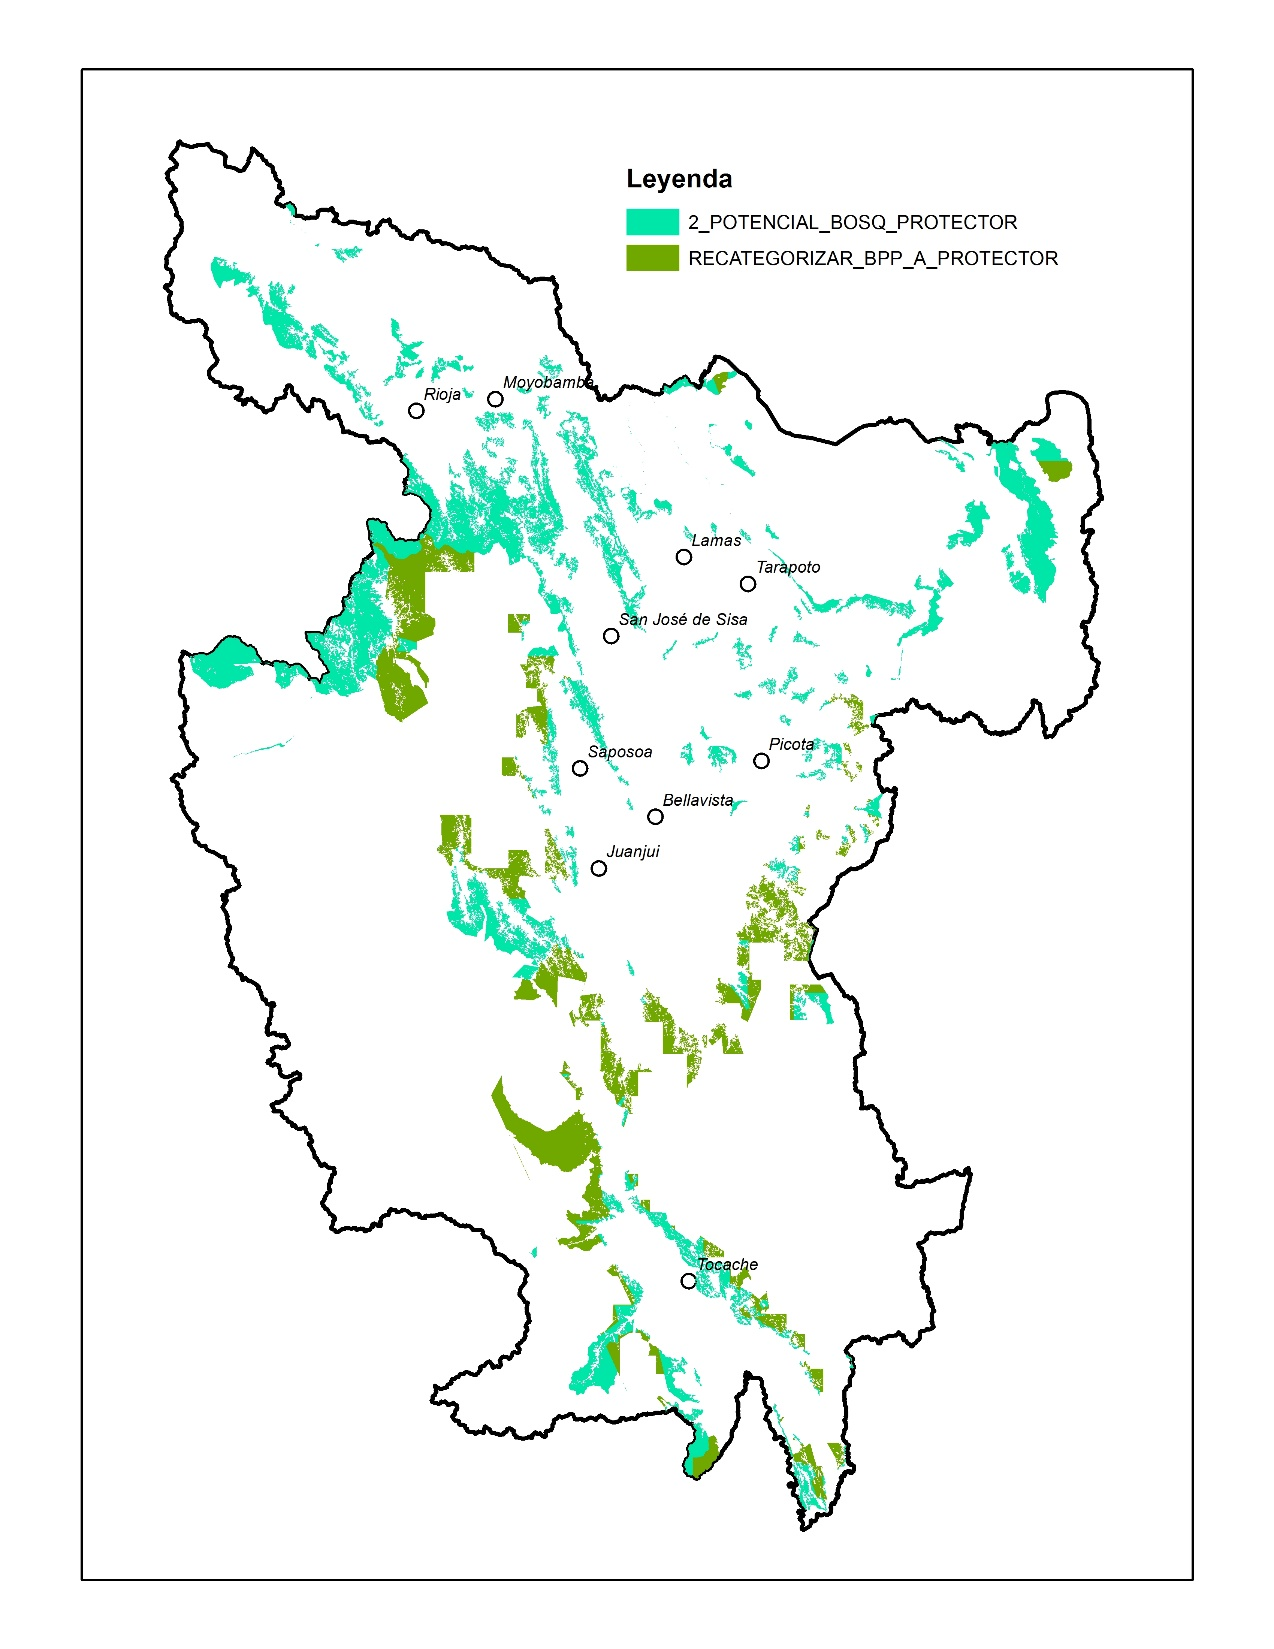 Leyenda
2_POTENCIAL_BOSQ_PROTECTOR
RECATEGORIZAR_BPP_A_PROTECTOR
Moyobamba
Rioja
Lamas
Tarapoto
San José de Sisa
Picota
Saposoa
Bellavista
Juanjui
Tocache